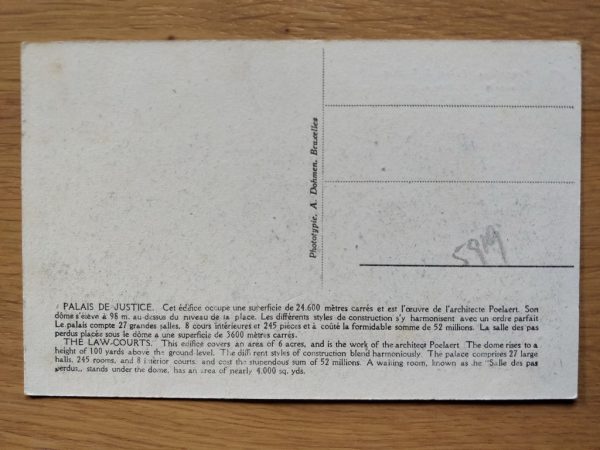 Phototypie, A. Dohmen, Bruxelles
PALAIS DE JUSTICE. Cet édifice occupe une superficie de 24.600 mètres carrés et est l'œuvre de l'architecte Poelaert. Son
dôme s'élève à 98 m. au-dessus du niveau de la place. Les différents styles de construction s'y harmonisent avec un ordre parfait
Le palais compte 27 grandes salles, 8 cours intérieures et 245 pièces et à coûté la formidable somme de 52 millions. La salle des pas
perdus placés sous le dôme a une superficie de 3600 mètres carrés.
THE LAW-COURTS. This edifice covers an area of 6 acres, and is the work of the architect Poelaert. The dome rises to a
height of 100 yards above the ground-level. The diffirent styles of construction blend harmoniously. The palace comprises 27 large
halls, 245 rooms, and 8 interior courts, and cost the stupendous sum of 52 millions. A waiting room, known as he "Salle des pas
perdus,, stands under the dome, has an area of nearly 4.000 sq. yds.